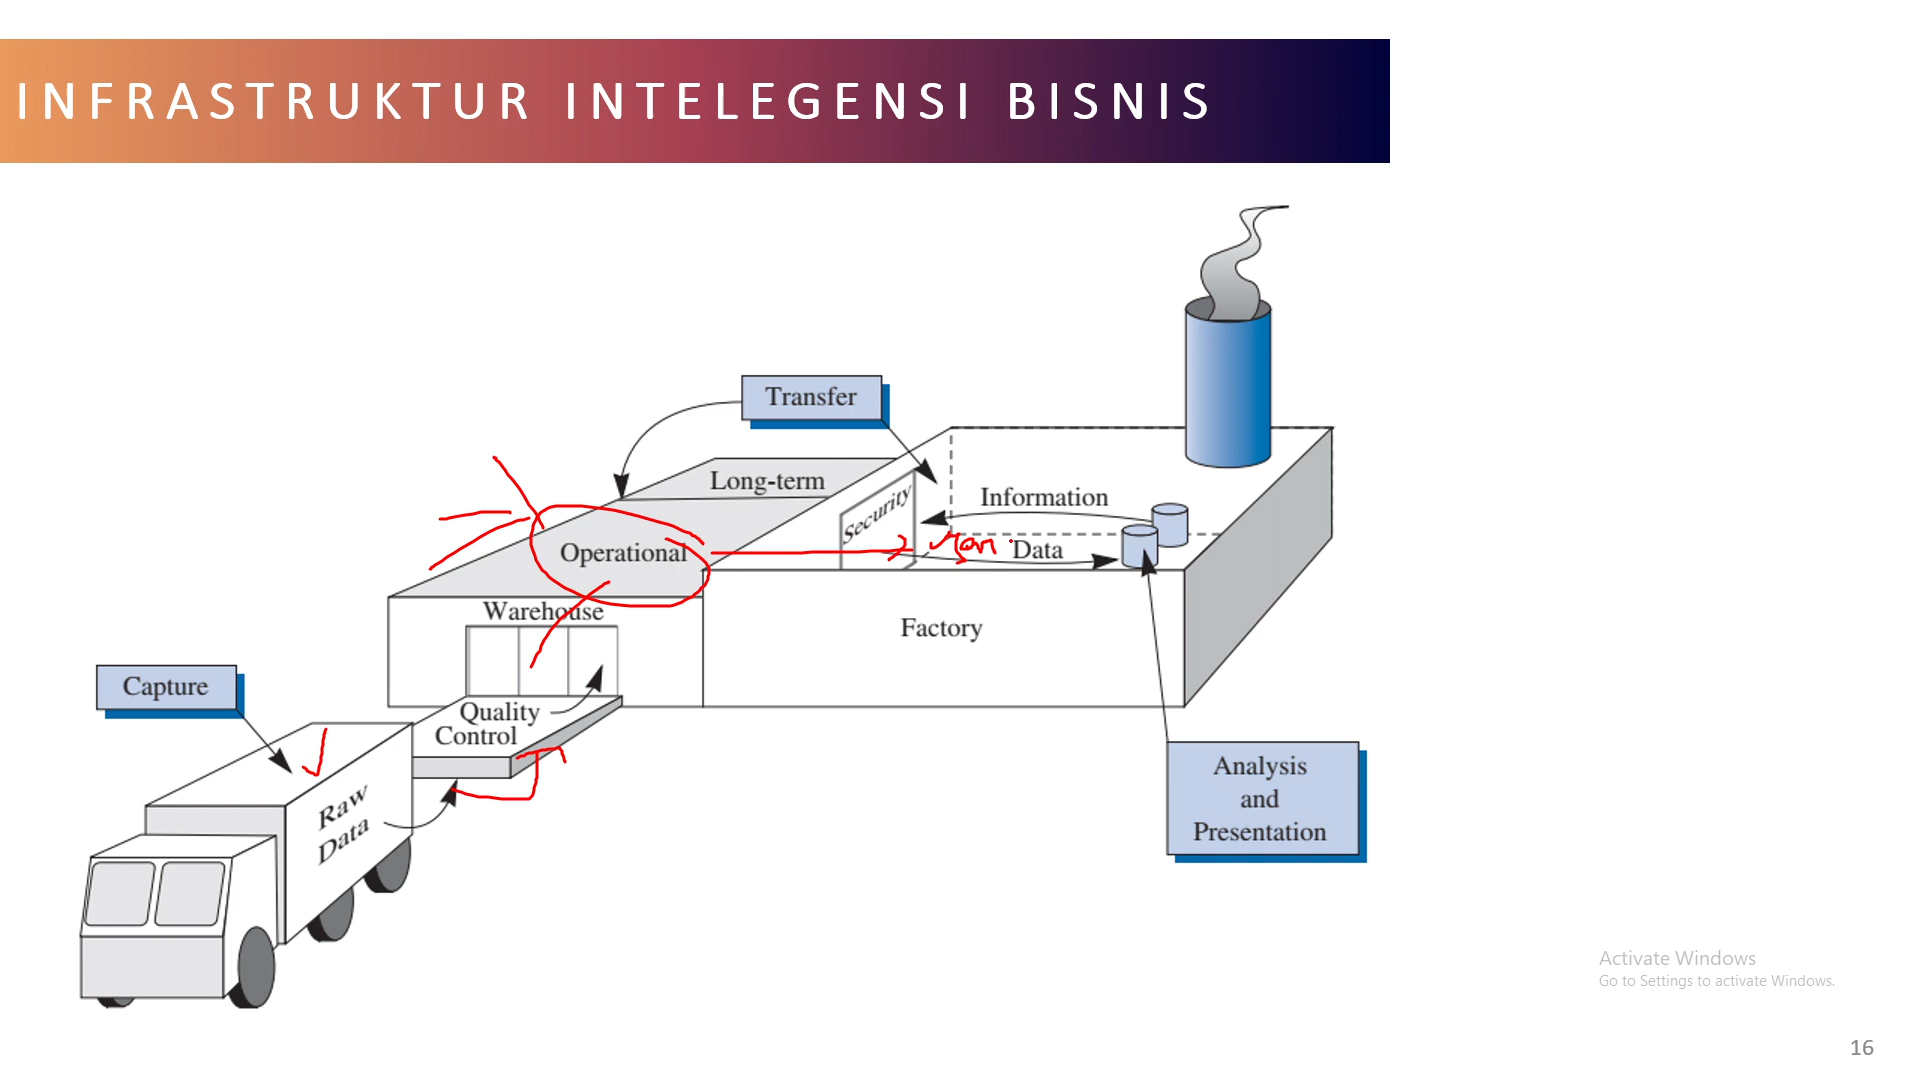 INFRASTRUKTUR INTELEGENSI BISNIS
Transfer
Long-term
Security
Information
Operational
Data
Warehouse
Factory
Capture
Quality
Control
Raw
Data
Analysis
and
Presentation
Activate Windows
Go to Settings to activate Windows.
16